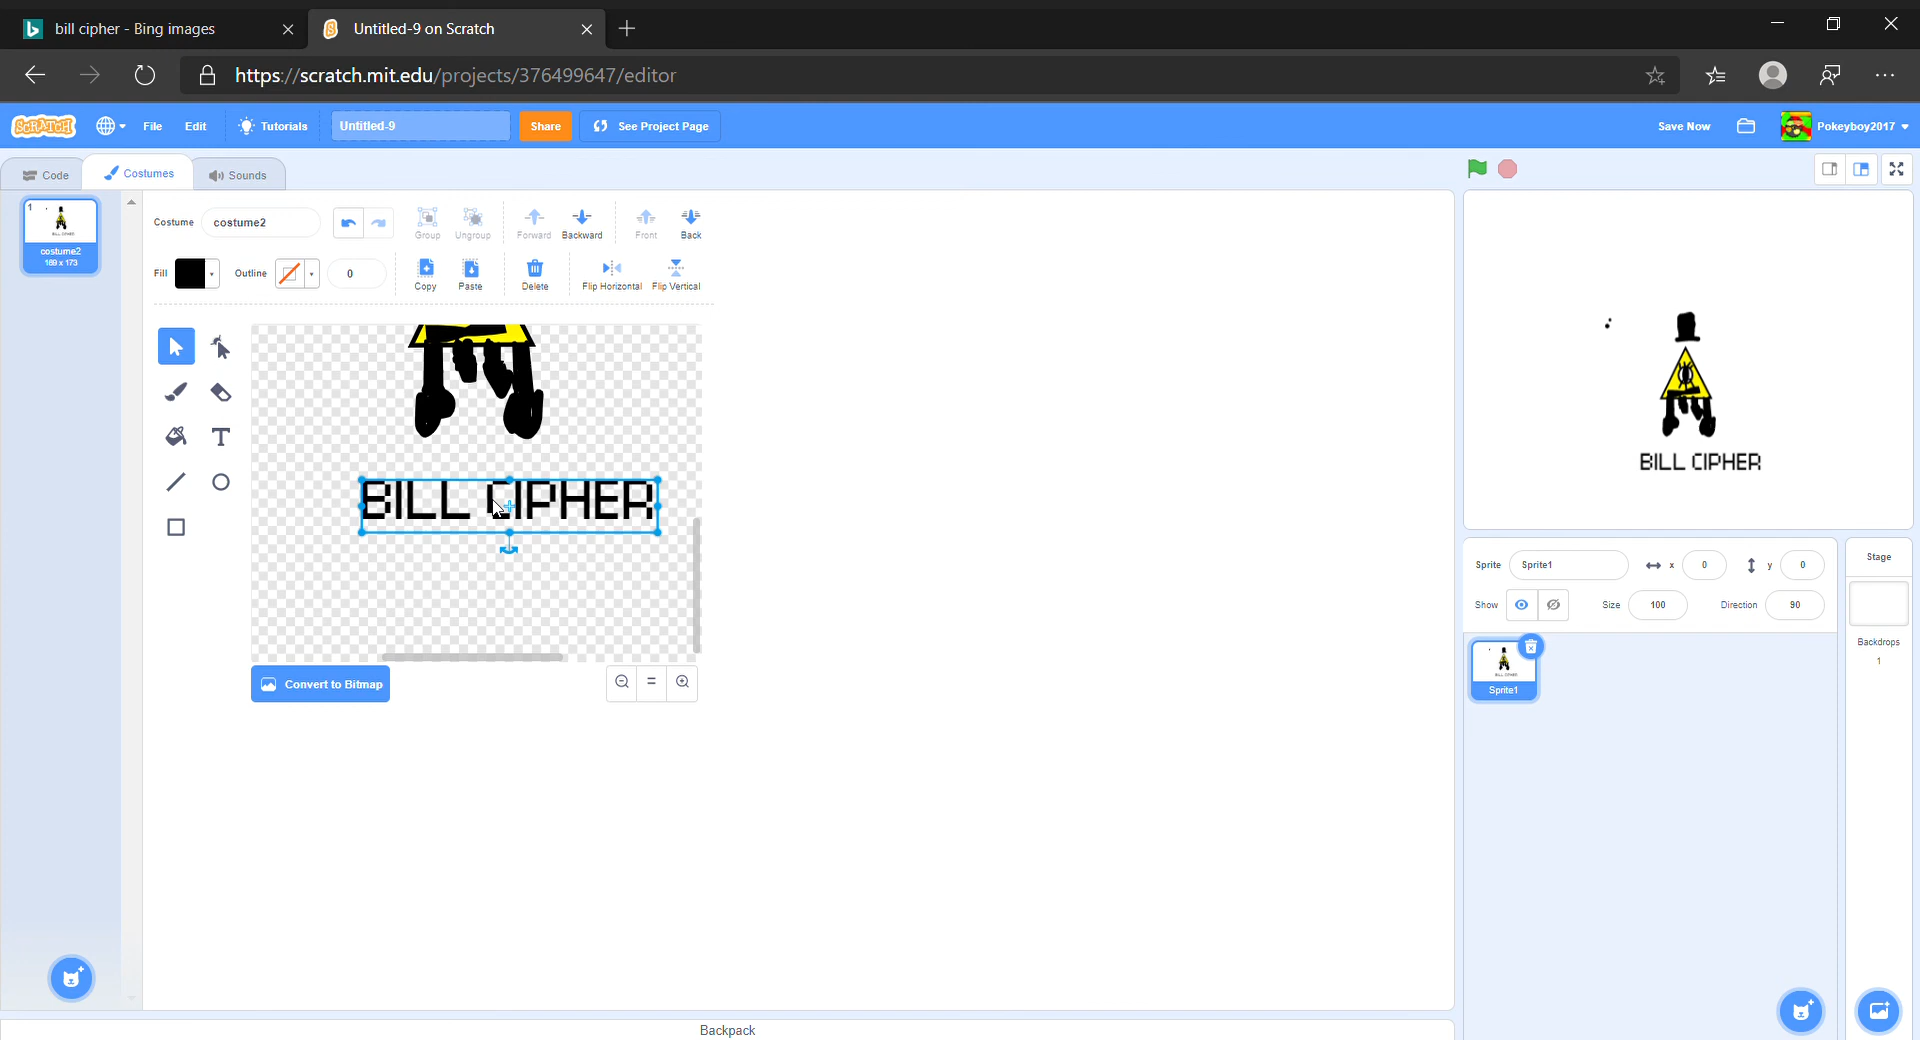 bill cipher - Bing images
Untitled-9 on Scratch
https://scratch.mit.edu/projects/376499647/editor
SCRATCH
File
Edit
Tutorials
Untitled-9
Share
See Project Page
Save Now
Pokeyboy2017
Code
Costumes
Sounds
1
costume2
169 x 173
Costume
costume2
Group
Ungroup
Forward
Backward
Front
Back
Fill
Outline
0
Copy
Paste
Delete
Flip Horizontal
Flip Vertical
T
BILL CIPHER
Convert to Bitmap
BILL CIPHER
Sprite
Sprite1
x
0
y
0
Show
Size
100
Direction
90
Sprite1
Stage
Backdrops
1
Backpack